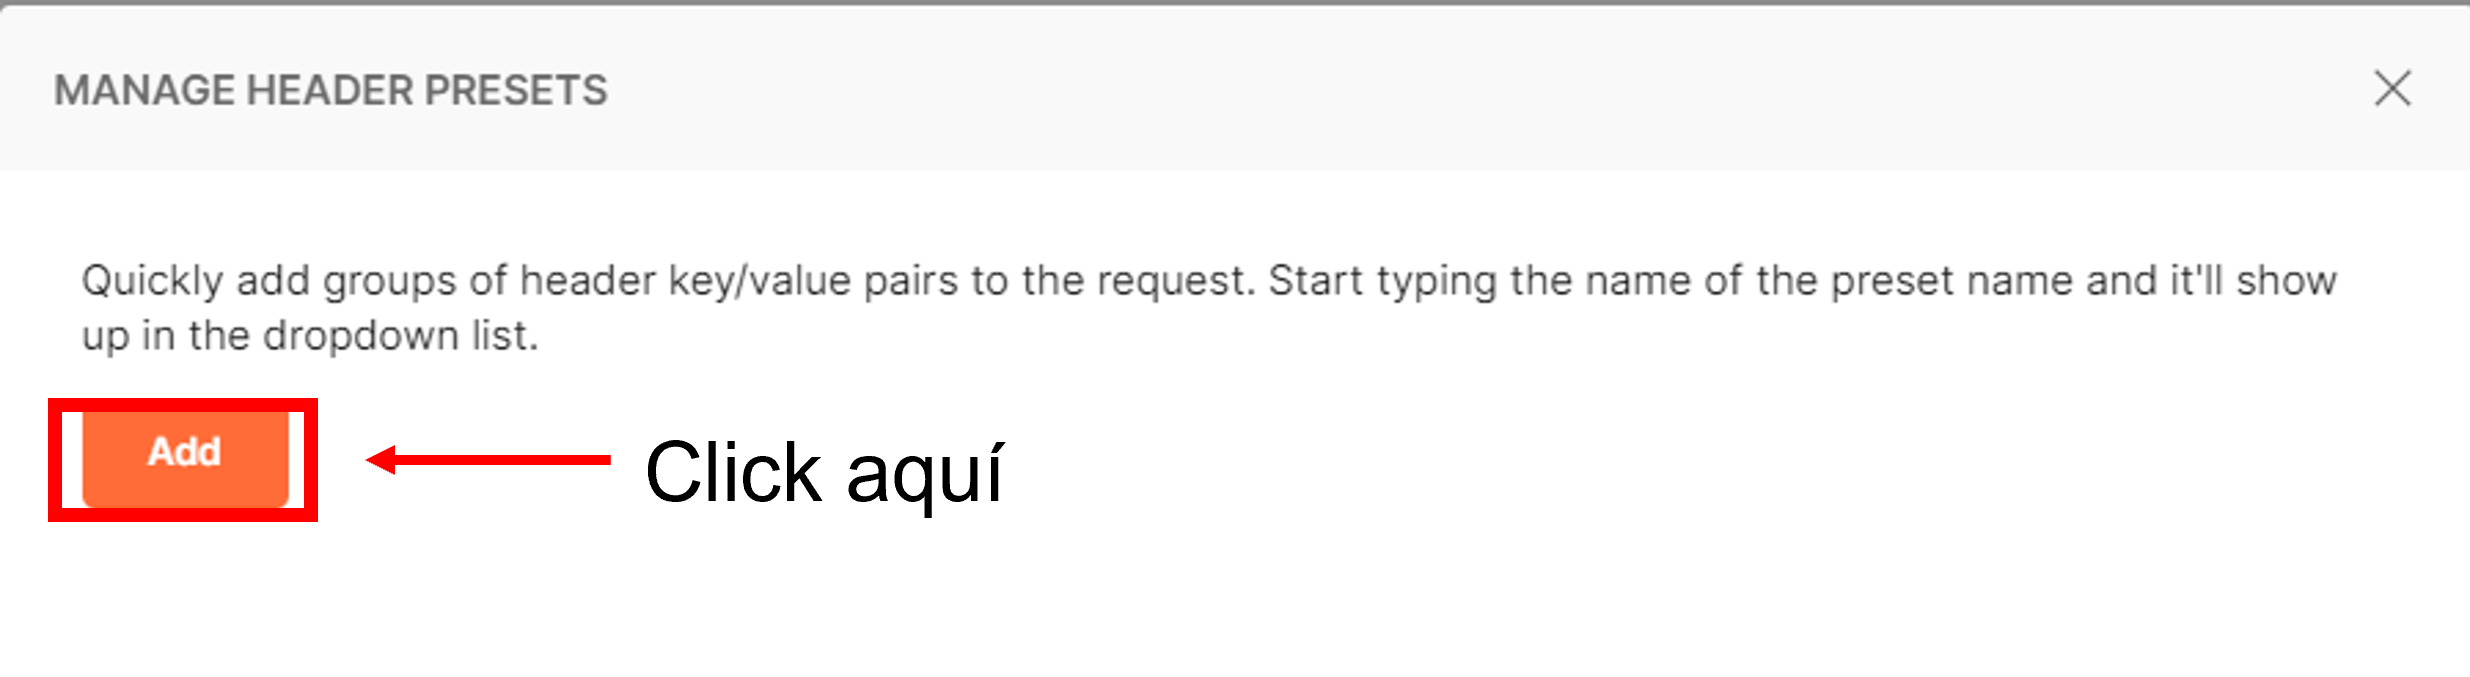 MANAGE HEADER PRESETS
Quickly add groups of header key/value pairs to the request. Start typing the name of the preset name and it'll show
up in the dropdown list.
Add
Click aquí